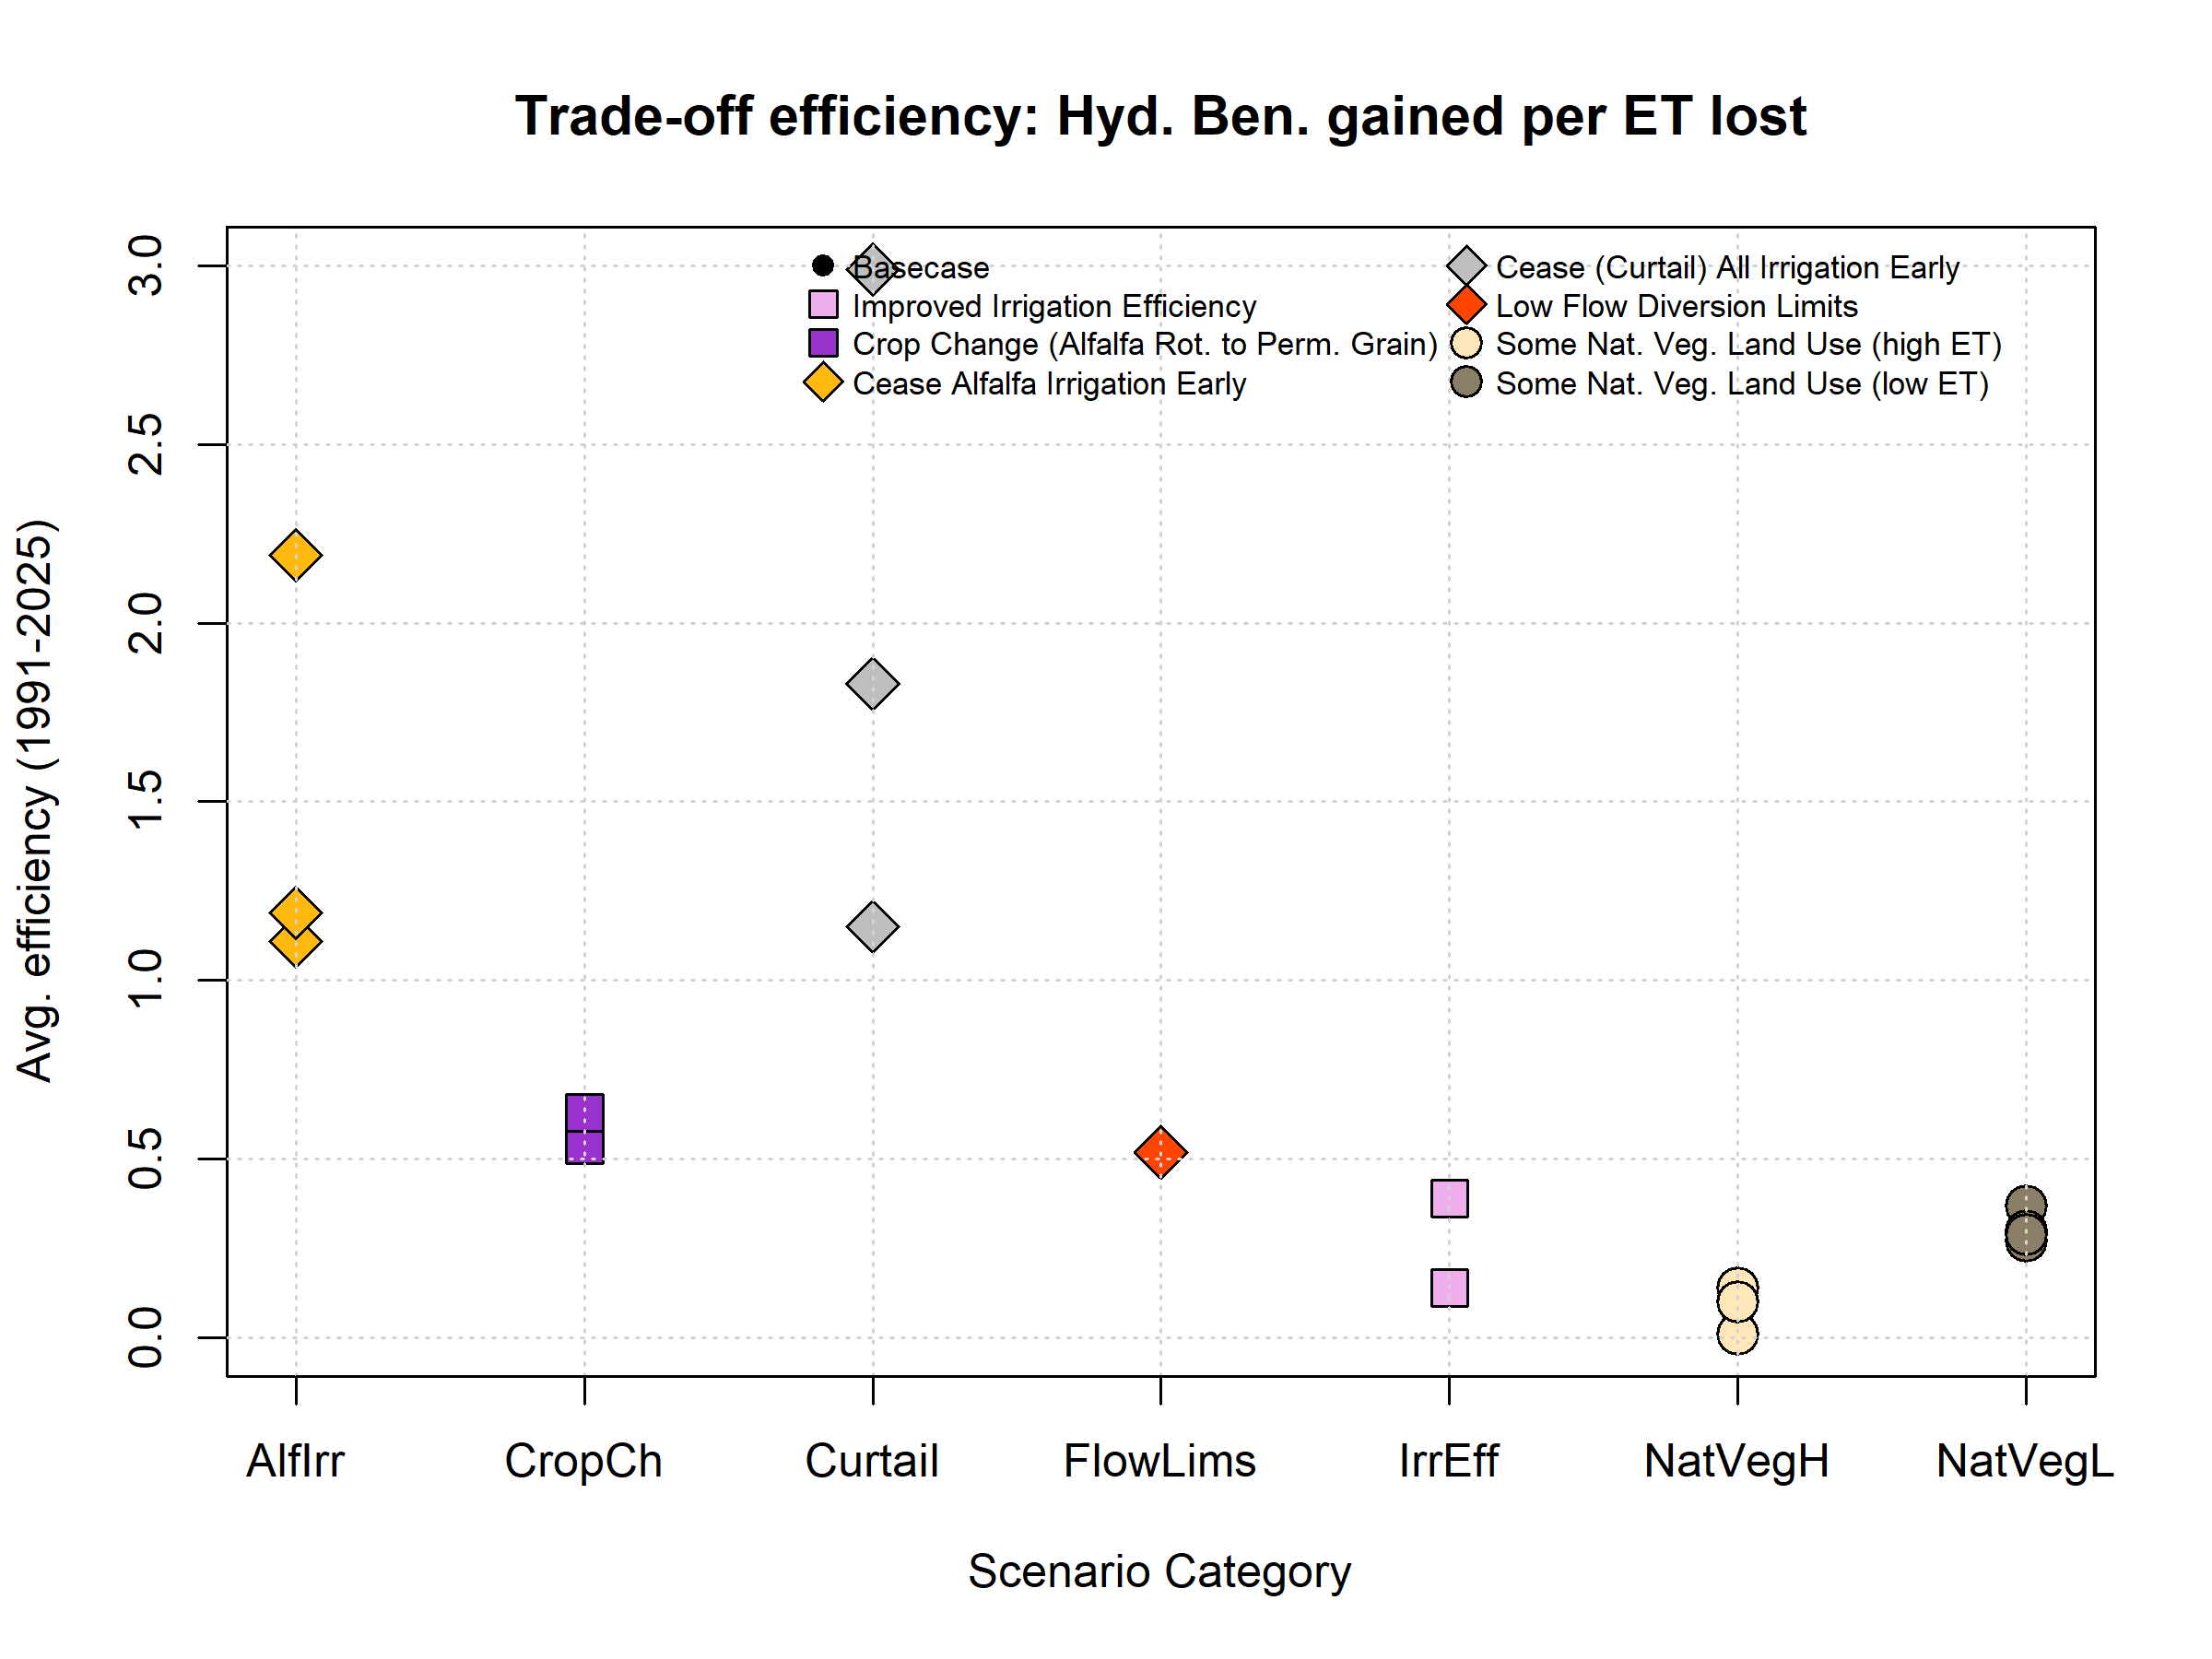 Trade-off efficiency: Hyd. Ben. gained per ET lost
Avg. efficiency (1991-2025)
3.0
2.5
2.0
1.5
1.0
0.5
0.0
Basecase
Improved Irrigation Efficiency
Crop Change (Alfalfa Rot. to Perm. Grain)
Cease Alfalfa Irrigation Early
Cease (Curtail) All Irrigation Early
Low Flow Diversion Limits
Some Nat. Veg. Land Use (high ET)
Some Nat. Veg. Land Use (low ET)
AlfIrr CropCh Curtail FlowLims IrrEff NatVegH NatVegL
Scenario Category